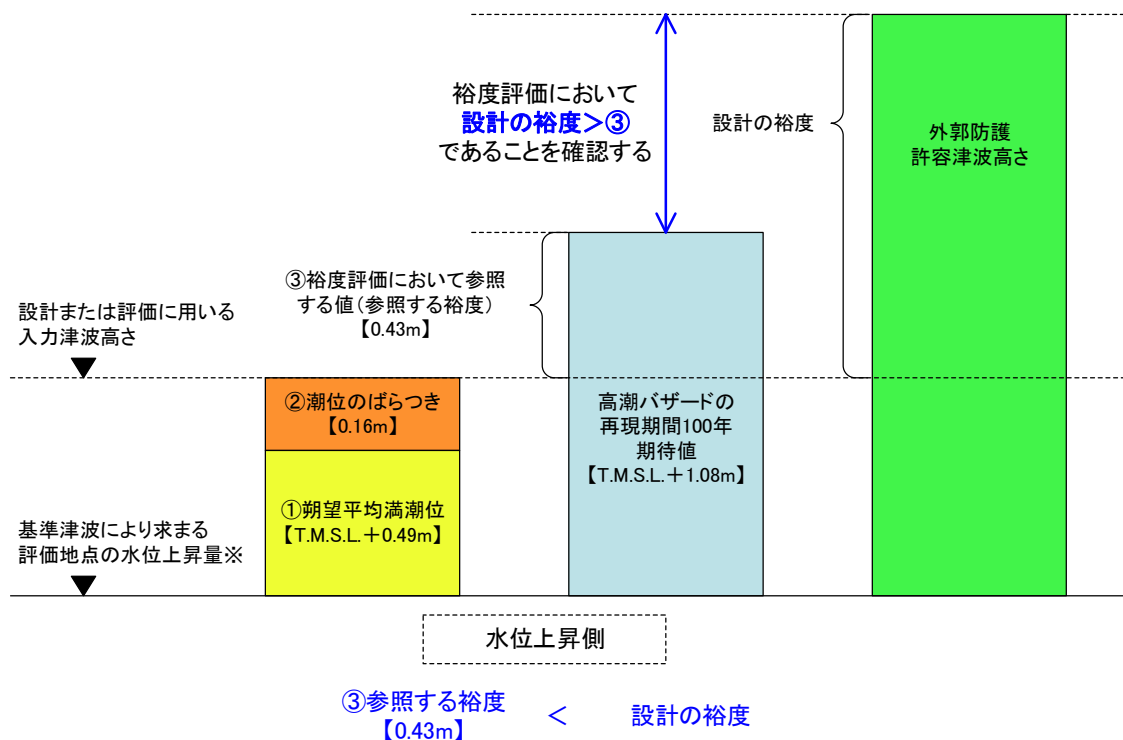 裕度評価において
設計の裕度＞③
であることを確認する
設計の裕度
外郭防護
許容津波高さ
③裕度評価において参照
する値（参照する裕度）
【0.43m】
設計または評価に用いる
入力津波高さ
②潮位のばらつき
【0.16m】
高潮バザードの
再現期間100年
期待値
【T.M.S.L.＋1.08m】
①朔望平均満潮位
【T.M.S.L.＋0.49m】
基準津波により求まる
評価地点の水位上昇量※
水位上昇側
③参照する裕度 ＜ 設計の裕度
【0.43m】